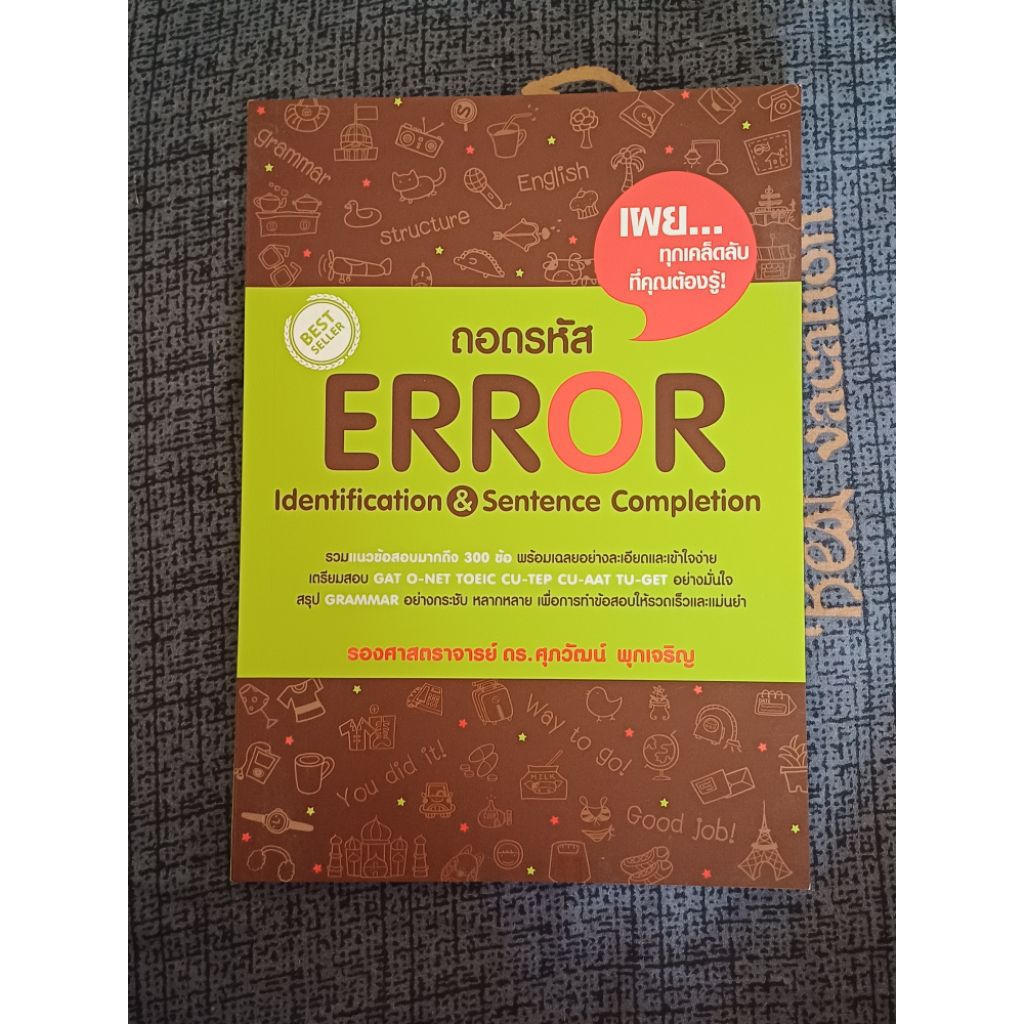 grammar
English
structure
เผย...
ทุกเคล็ดลับ
ที่คุณต้องรู้!
BEST
SELLER
ถอดรหัส
ERROR
Identification & Sentence Completion
รวมแนวข้อสอบมากถึง 300 ข้อ พร้อมเฉลยอย่างละเอียดและเข้าใจง่าย
เตรียมสอบ GAT O-NET TOEIC CU-TEP CU-AAT TU-GET อย่างมั่นใจ
สรุป GRAMMAR อย่างกระชับ หลากหลาย เพื่อการทำข้อสอบให้รวดเร็วและแม่นยำ
รองศาสตราจารย์ ดร.ศุภวัฒน์ พุกเจริญ
Way to go!
You did it!
MILK
Good job!
vacation